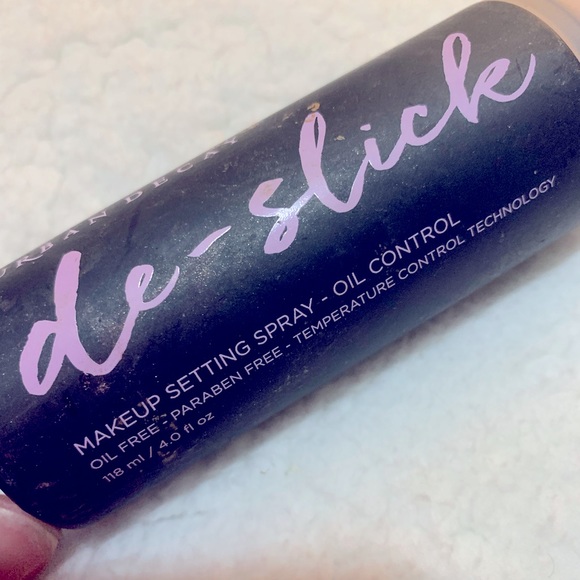 URBAN DECAY
de-slick
MAKEUP SETTING SPRAY - OIL CONTROL
OIL FREE - PARABEN FREE - TEMPERATURE CONTROL TECHNOLOGY
118 ml / 4.0 fl oz